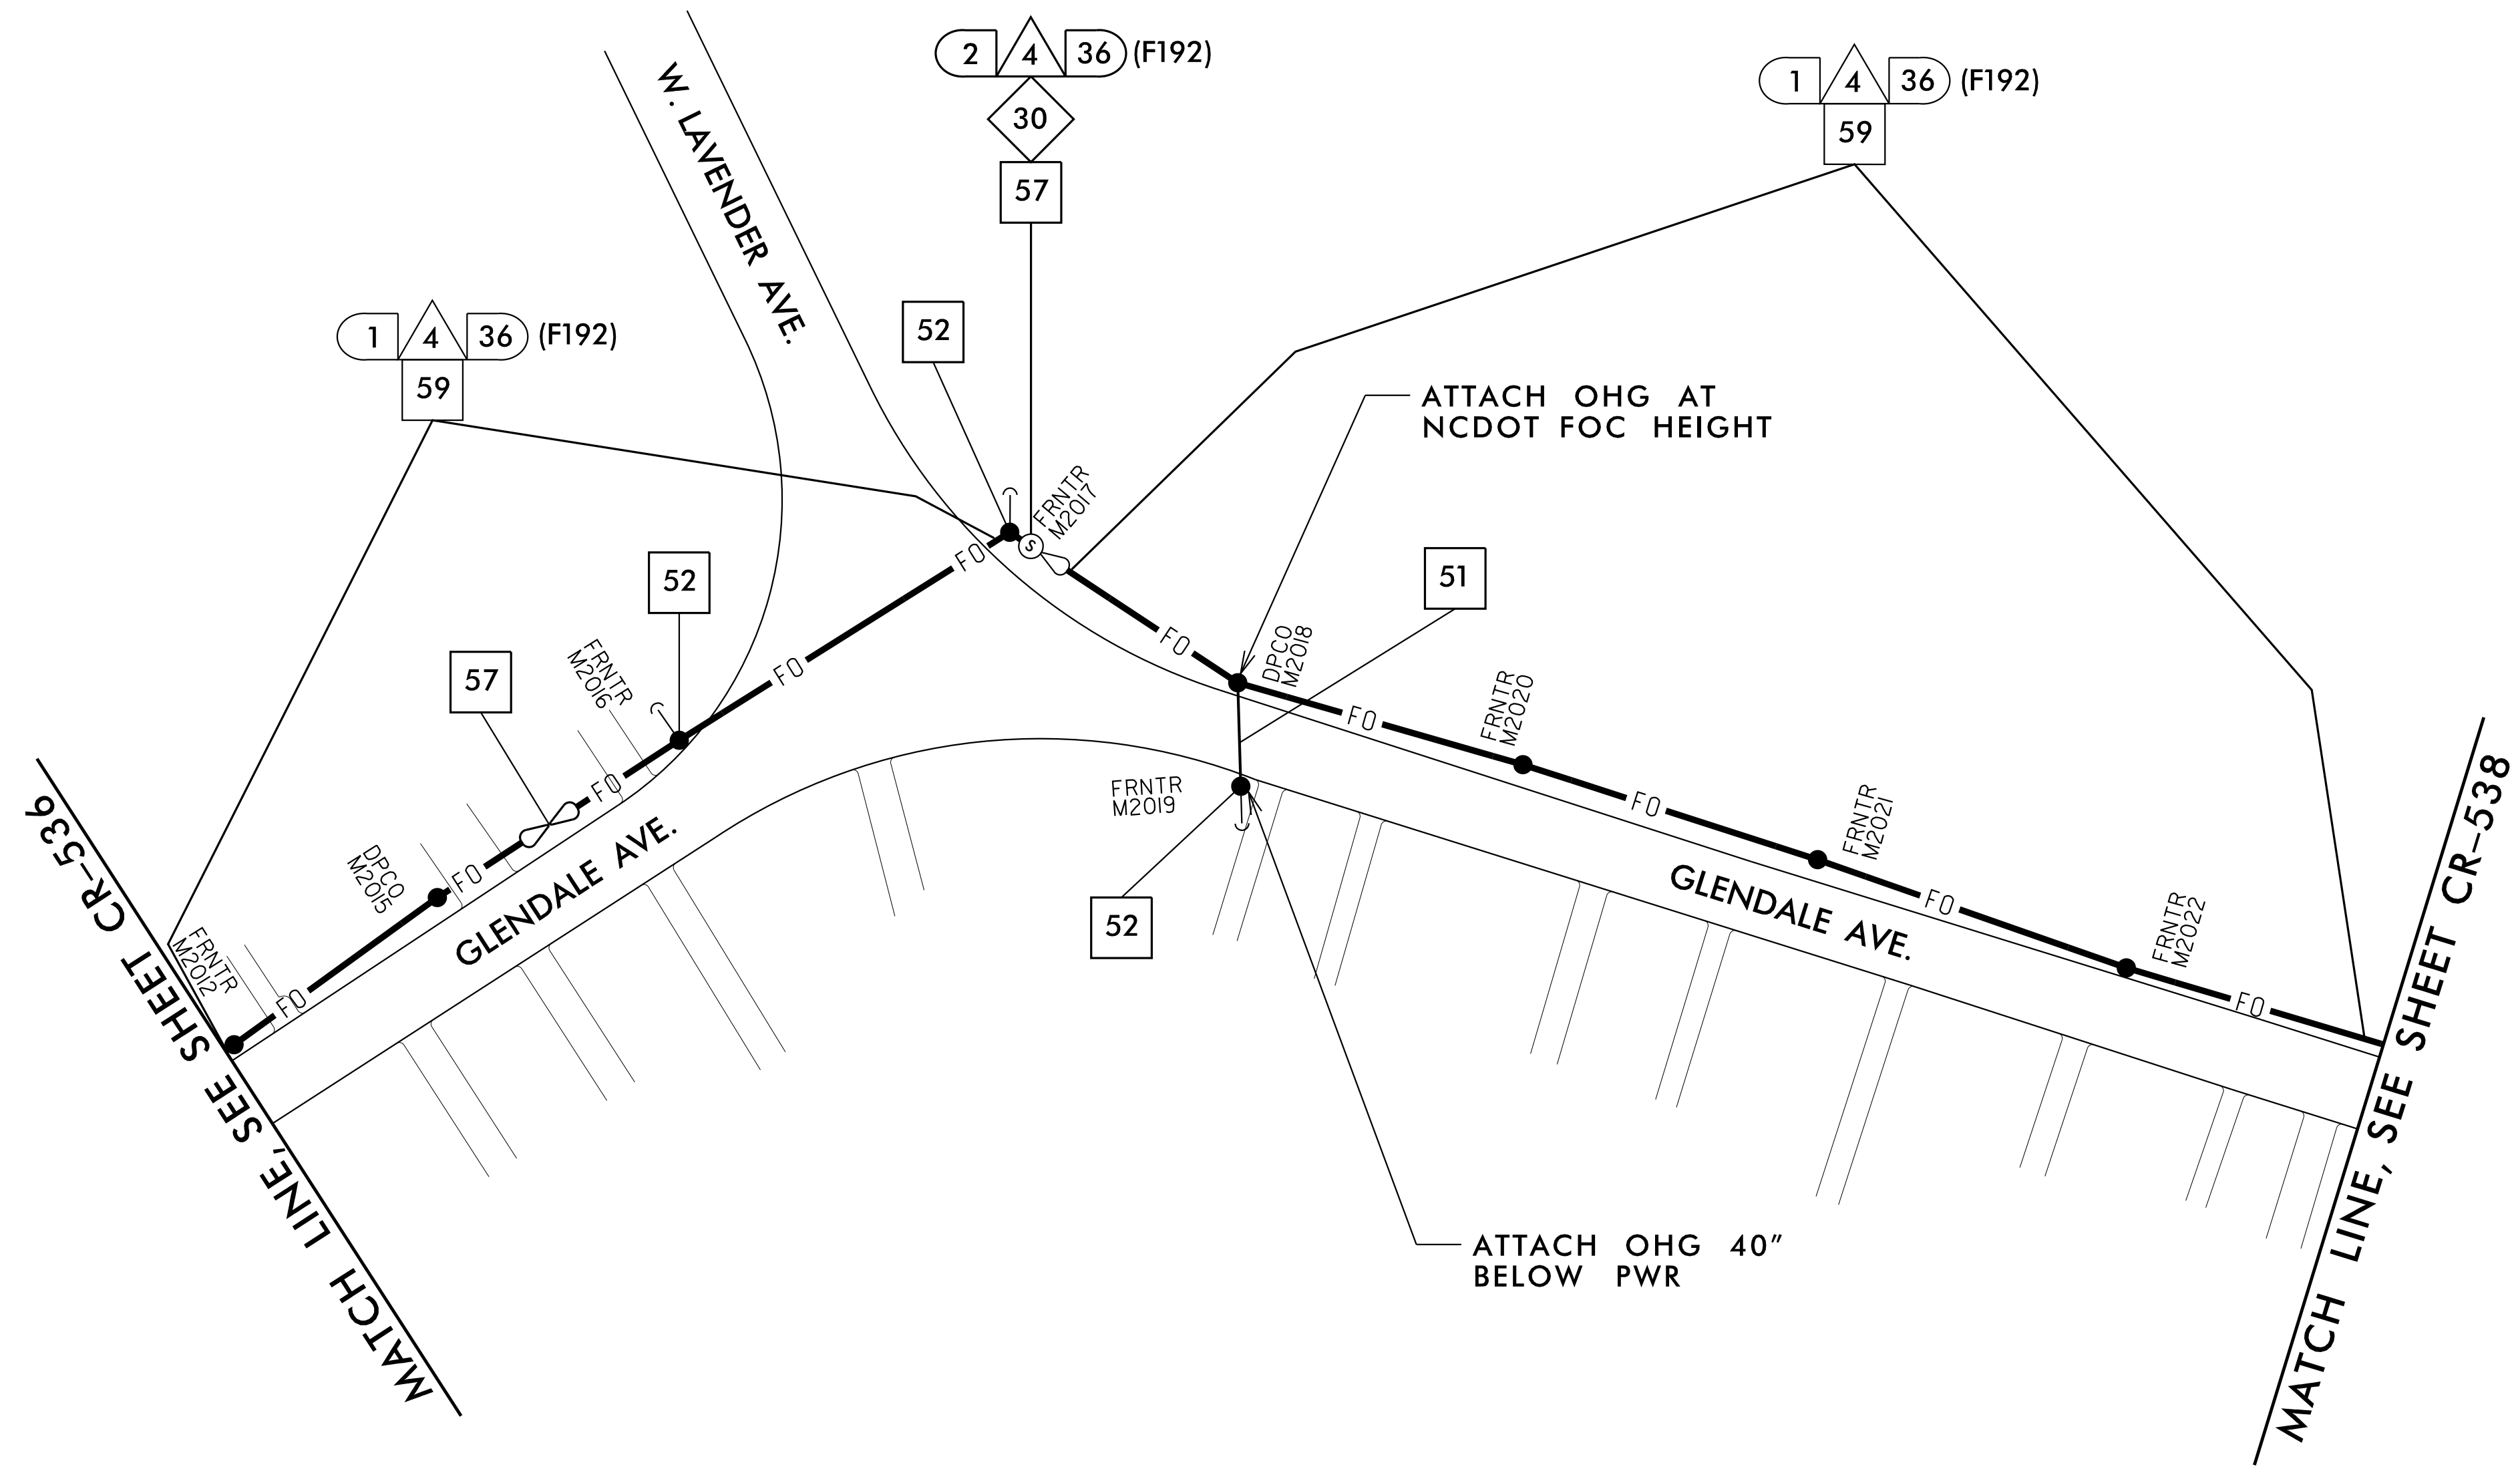 2 4 36 (F192)
30
57
1 4 36 (F192)
59
W. LAVENDER AVE.
52
1 4 36 (F192)
59
ATTACH OHG AT
NCDOT FOC HEIGHT
FRNTR
M2017
FO
52
51
FRNTR
M2016
57
FO
FO
DPCO
M2018
FO
FRNTR
M2020
FO
FRNTR
M2019
FO
FRNTR
M2021
FO
DPCO
M2015
FO
GLENDALE AVE.
52
GLENDALE AVE.
FO
FRNTR
M2022
FO
FRNTR
M2012
FO
MATCH LINE, SEE SHEET CR-536
MATCH LINE, SEE SHEET CR-538
ATTACH OHG 40"
BELOW PWR
S